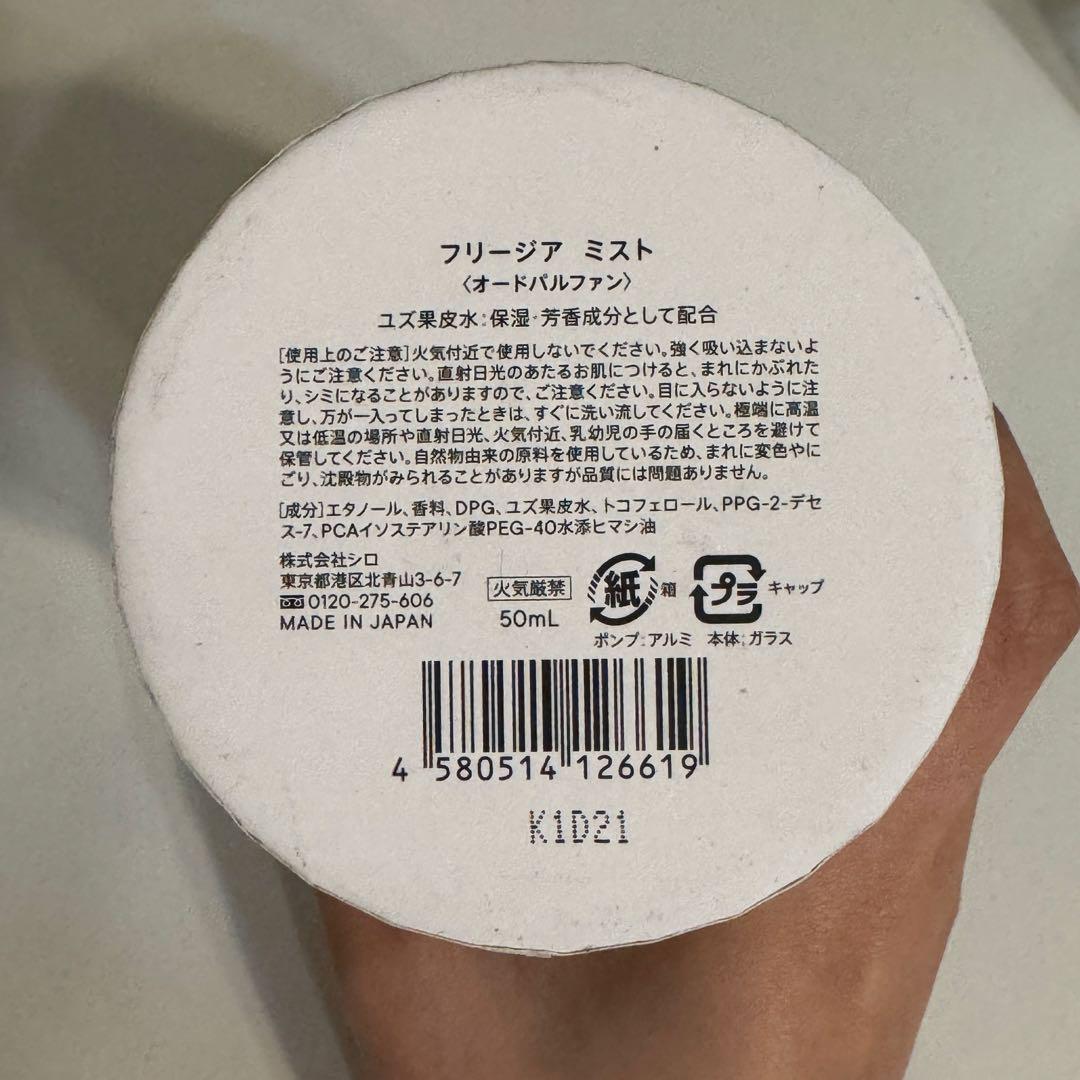 フリージア ミスト
〈オードパルファン〉
ユズ果皮水:保湿・芳香成分として配合
[使用上のご注意]火気付近で使用しないでください。強く吸い込まないよ
うにご注意ください。直射日光のあたるお肌につけると、まれにかぶれた
り、シミになることがありますので、ご注意ください。目に入らないように注
意し、万が一入ってしまったときは、すぐに洗い流してください。極端に高温
又は低温の場所や直射日光、火気付近、乳幼児の手の届くところを避けて
保管してください。自然物由来の原料を使用しているため、まれに変色やに
ごり、沈殿物がみられることがありますが品質には問題ありません。
[成分]エタノール、香料、DPG、ユズ果皮水、トコフェロール、PPG-2-デセ
ス-7、PCAイソステアリン酸PEG-40水添ヒマシ油
株式会社シロ
東京都港区北青山3-6-7
0120-275-606
MADE IN JAPAN
火気厳禁
50mL
紙 箱
プラ キャップ
ポンプ:アルミ 本体:ガラス
4 580514 126619
K1D21